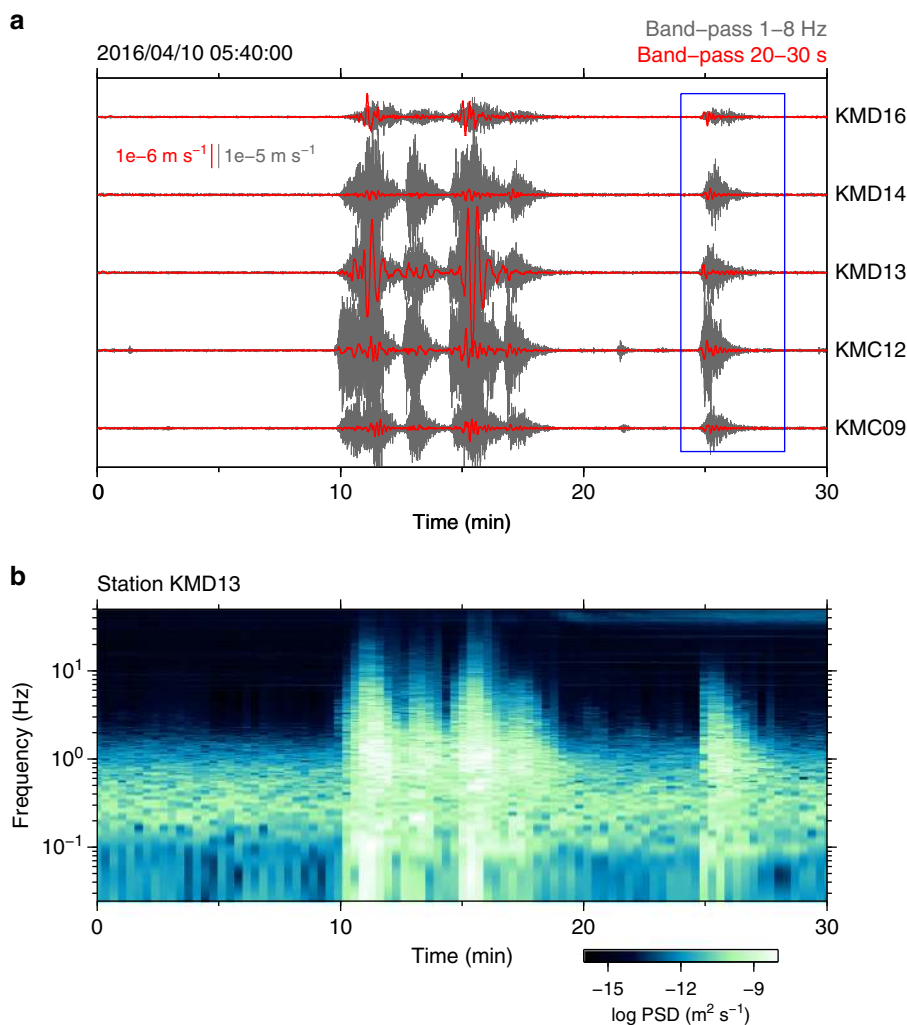 a
Band–pass 1–8 Hz
2016/04/10 05:40:00
Band–pass 20–30 s
KMD16
1e–6 m s⁻¹ 1e–5 m s⁻¹
KMD14
KMD13
KMC12
KMC09
0 10 20 30
Time (min)
b
Station KMD13
10¹
10⁰
10⁻¹
Frequency (Hz)
0 10 20 30
Time (min)
–15 –12 –9
log PSD (m² s⁻¹)